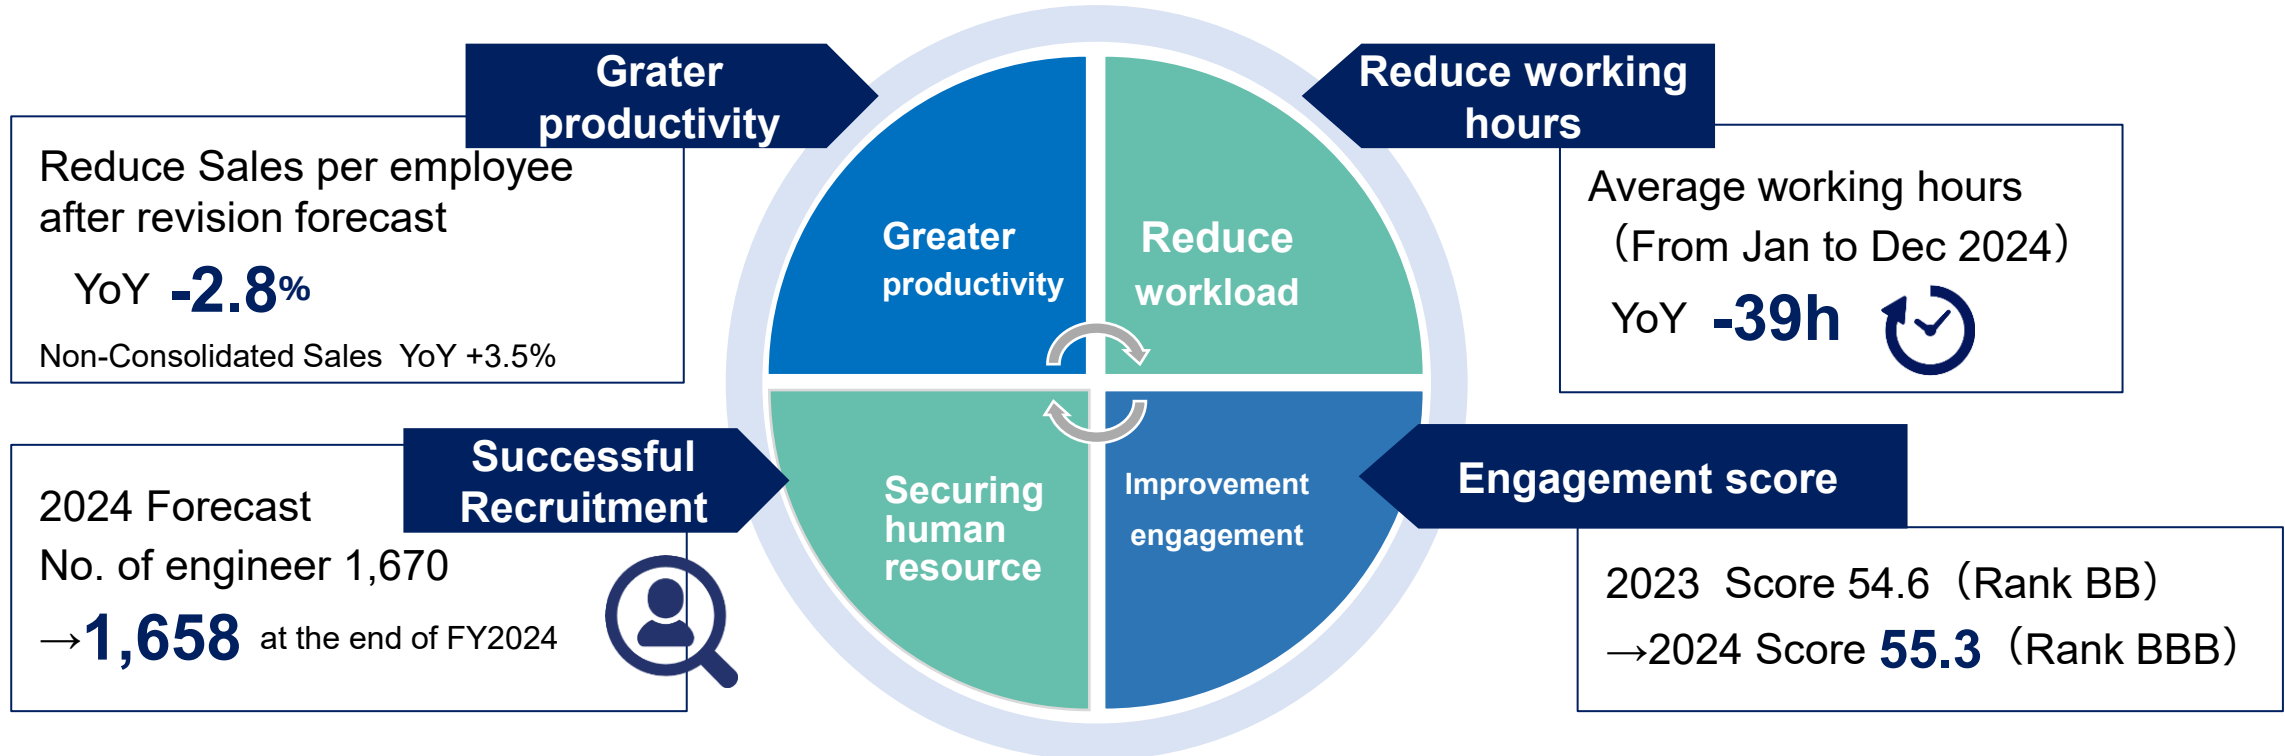 Grater
productivity
Reduce Sales per employee
after revision forecast
YoY -2.8%
Non-Consolidated Sales YoY +3.5%
Reduce working
hours
Average working hours
（From Jan to Dec 2024）
YoY -39h
Greater
productivity
Reduce
workload
Securing
human
resource
Improvement
engagement
Successful
Recruitment
2024 Forecast
No. of engineer 1,670
→1,658 at the end of FY2024
Engagement score
2023 Score 54.6（Rank BB）
→2024 Score 55.3（Rank BBB）